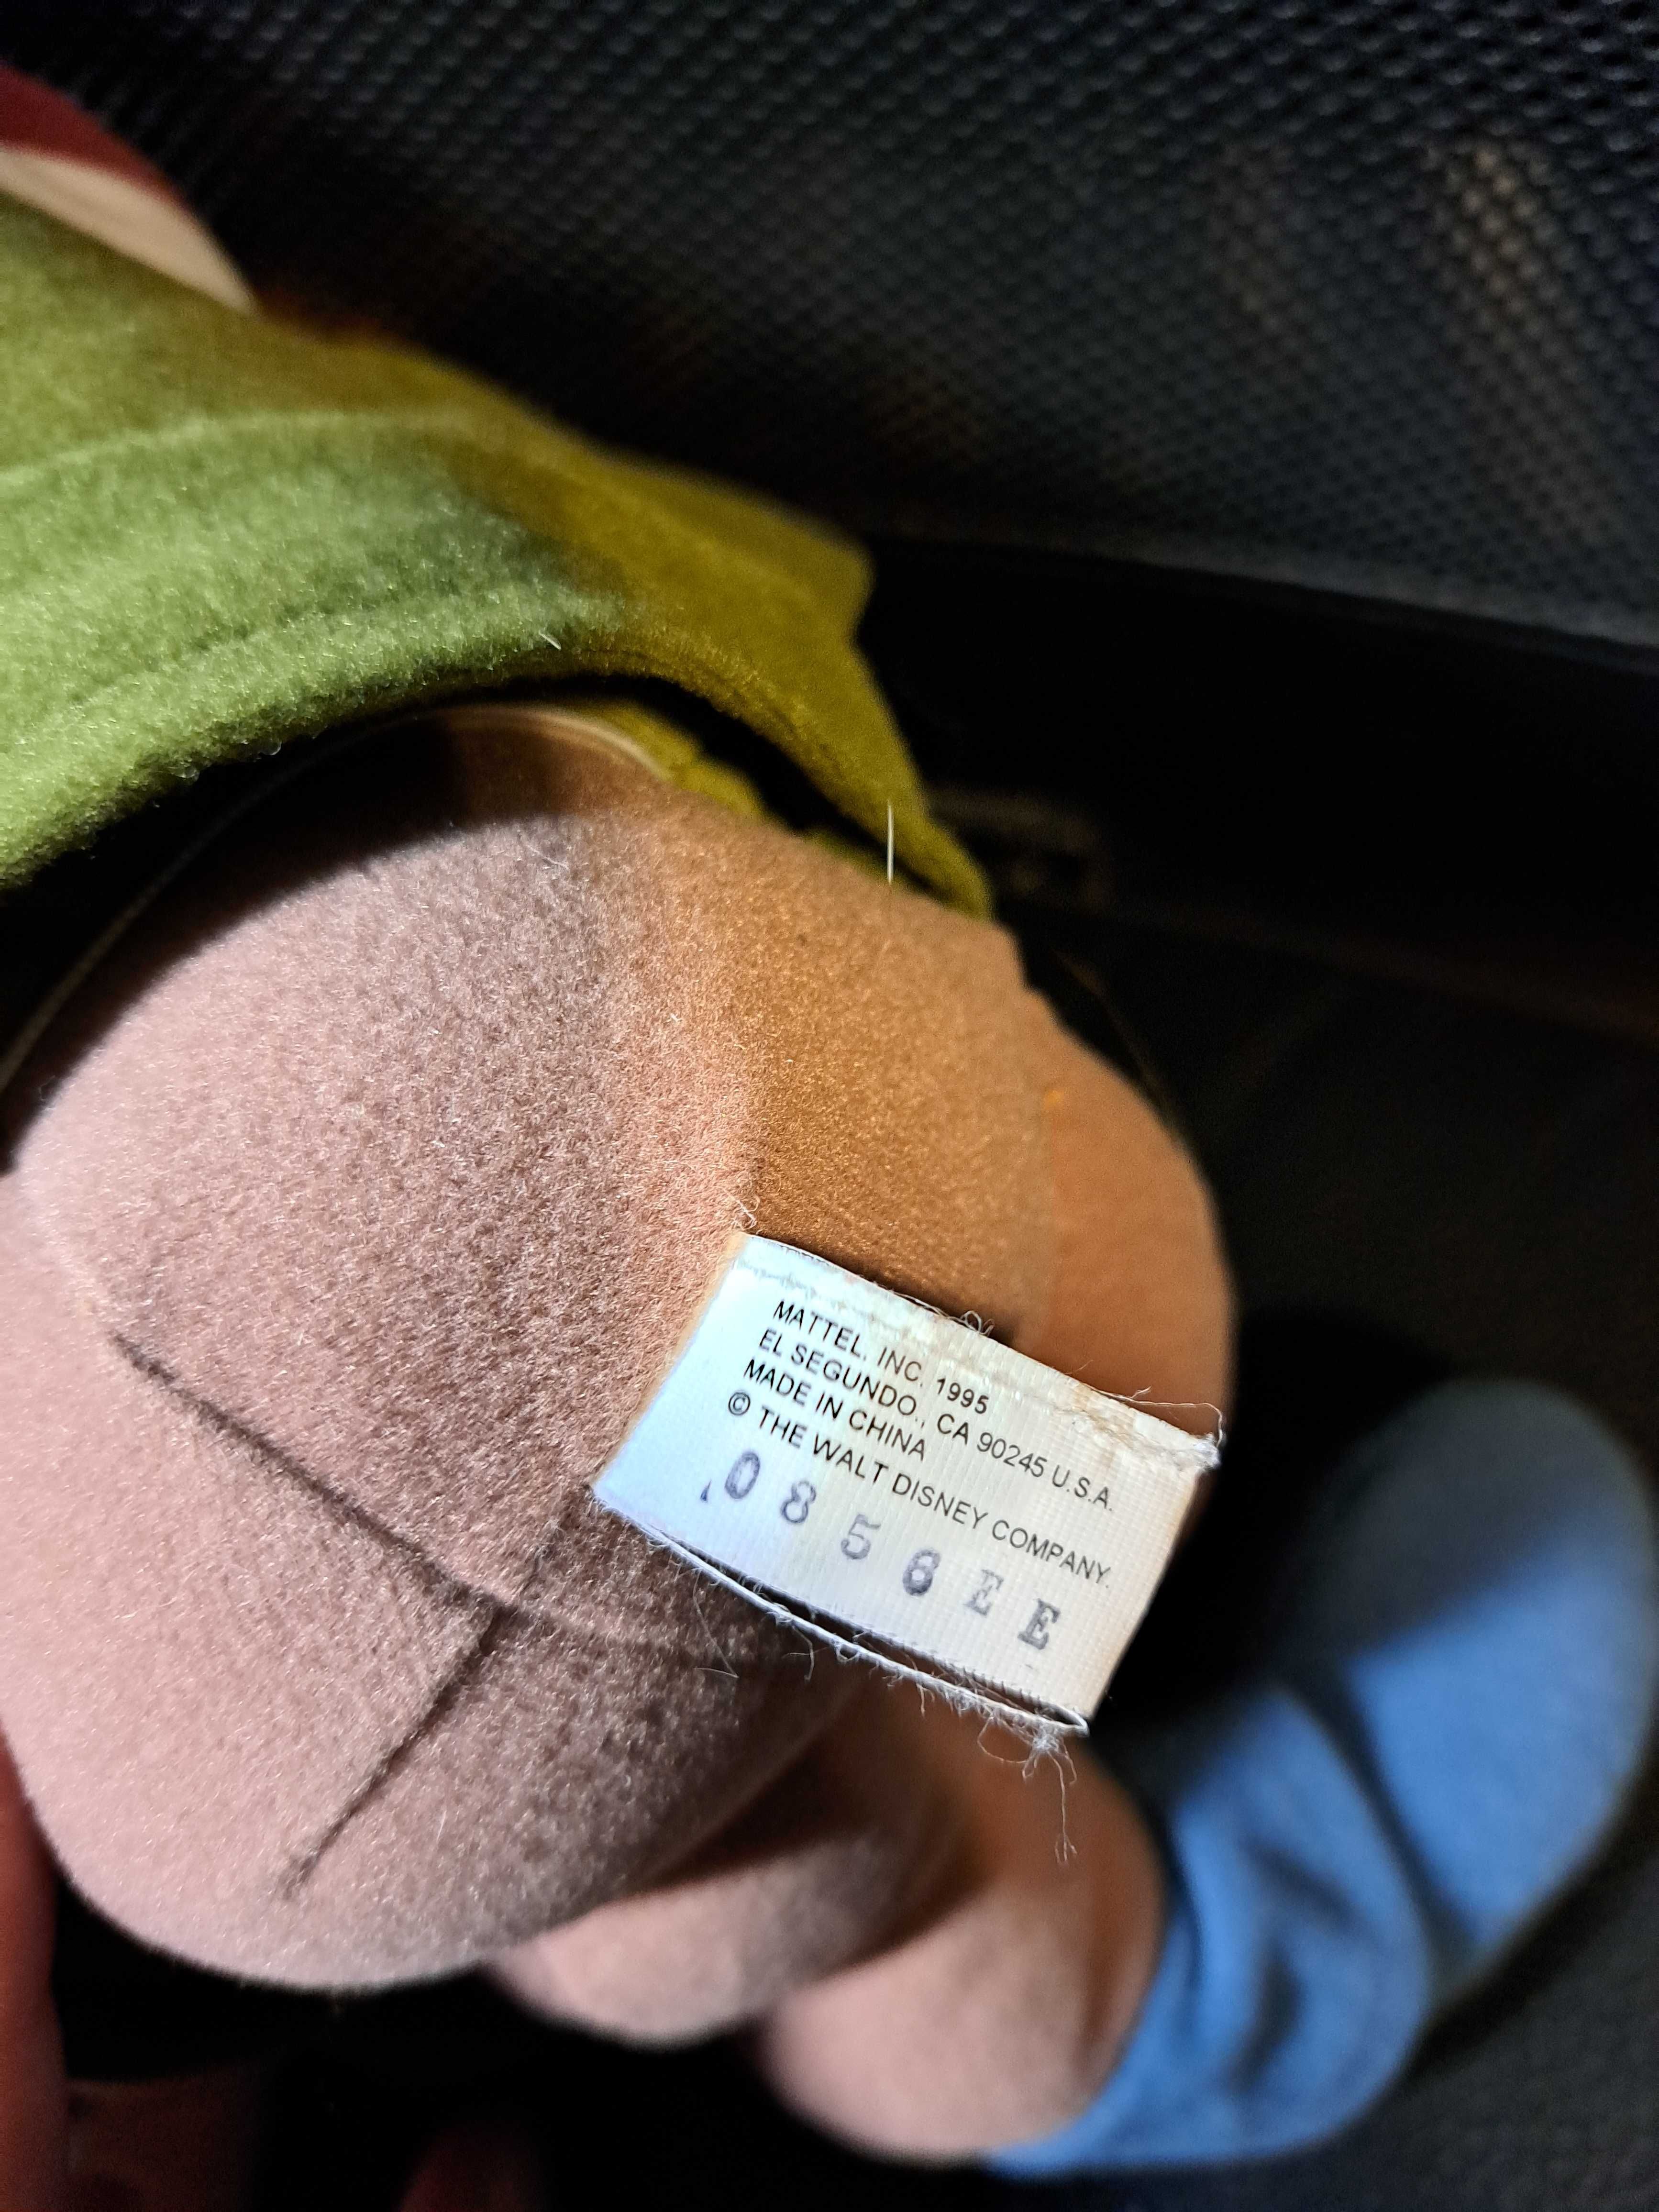 MATTEL, INC. 1995
EL SEGUNDO., CA 90245 U.S.A.
MADE IN CHINA
© THE WALT DISNEY COMPANY.
0856EE